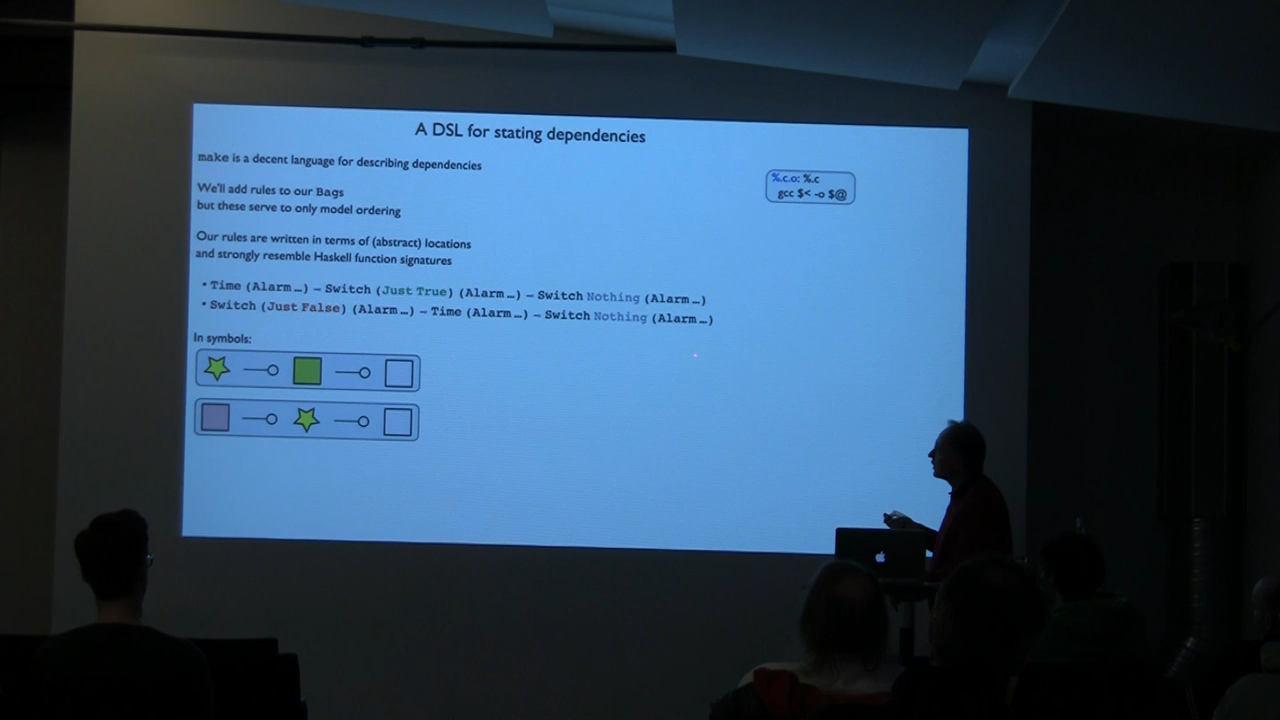 A DSL for stating dependencies
make is a decent language for describing dependencies
%.c.o: %.c
gcc $< -o $@
We'll add rules to our Bags
but these serve to only model ordering
Our rules are written in terms of (abstract) locations
and strongly resemble Haskell function signatures
• Time (Alarm…) – Switch (Just True) (Alarm…) – Switch Nothing (Alarm…)
• Switch (Just False) (Alarm…) – Time (Alarm…) – Switch Nothing (Alarm…)
In symbols: